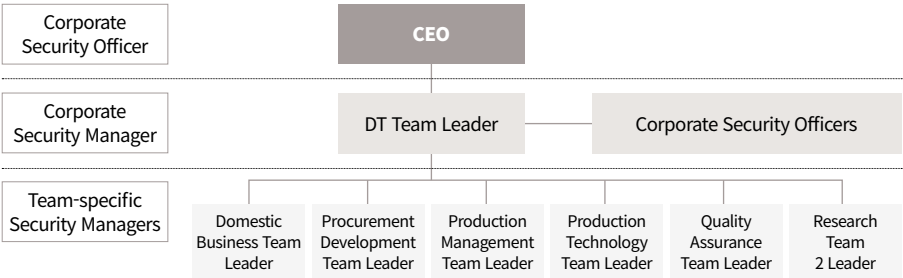 Corporate
Security Officer
CEO
Corporate
Security Manager
DT Team Leader
Corporate Security Officers
Team-specific
Security Managers
Domestic
Business Team
Leader
Procurement
Development
Team Leader
Production
Management
Team Leader
Production
Technology
Team Leader
Quality
Assurance
Team Leader
Research
Team
2 Leader